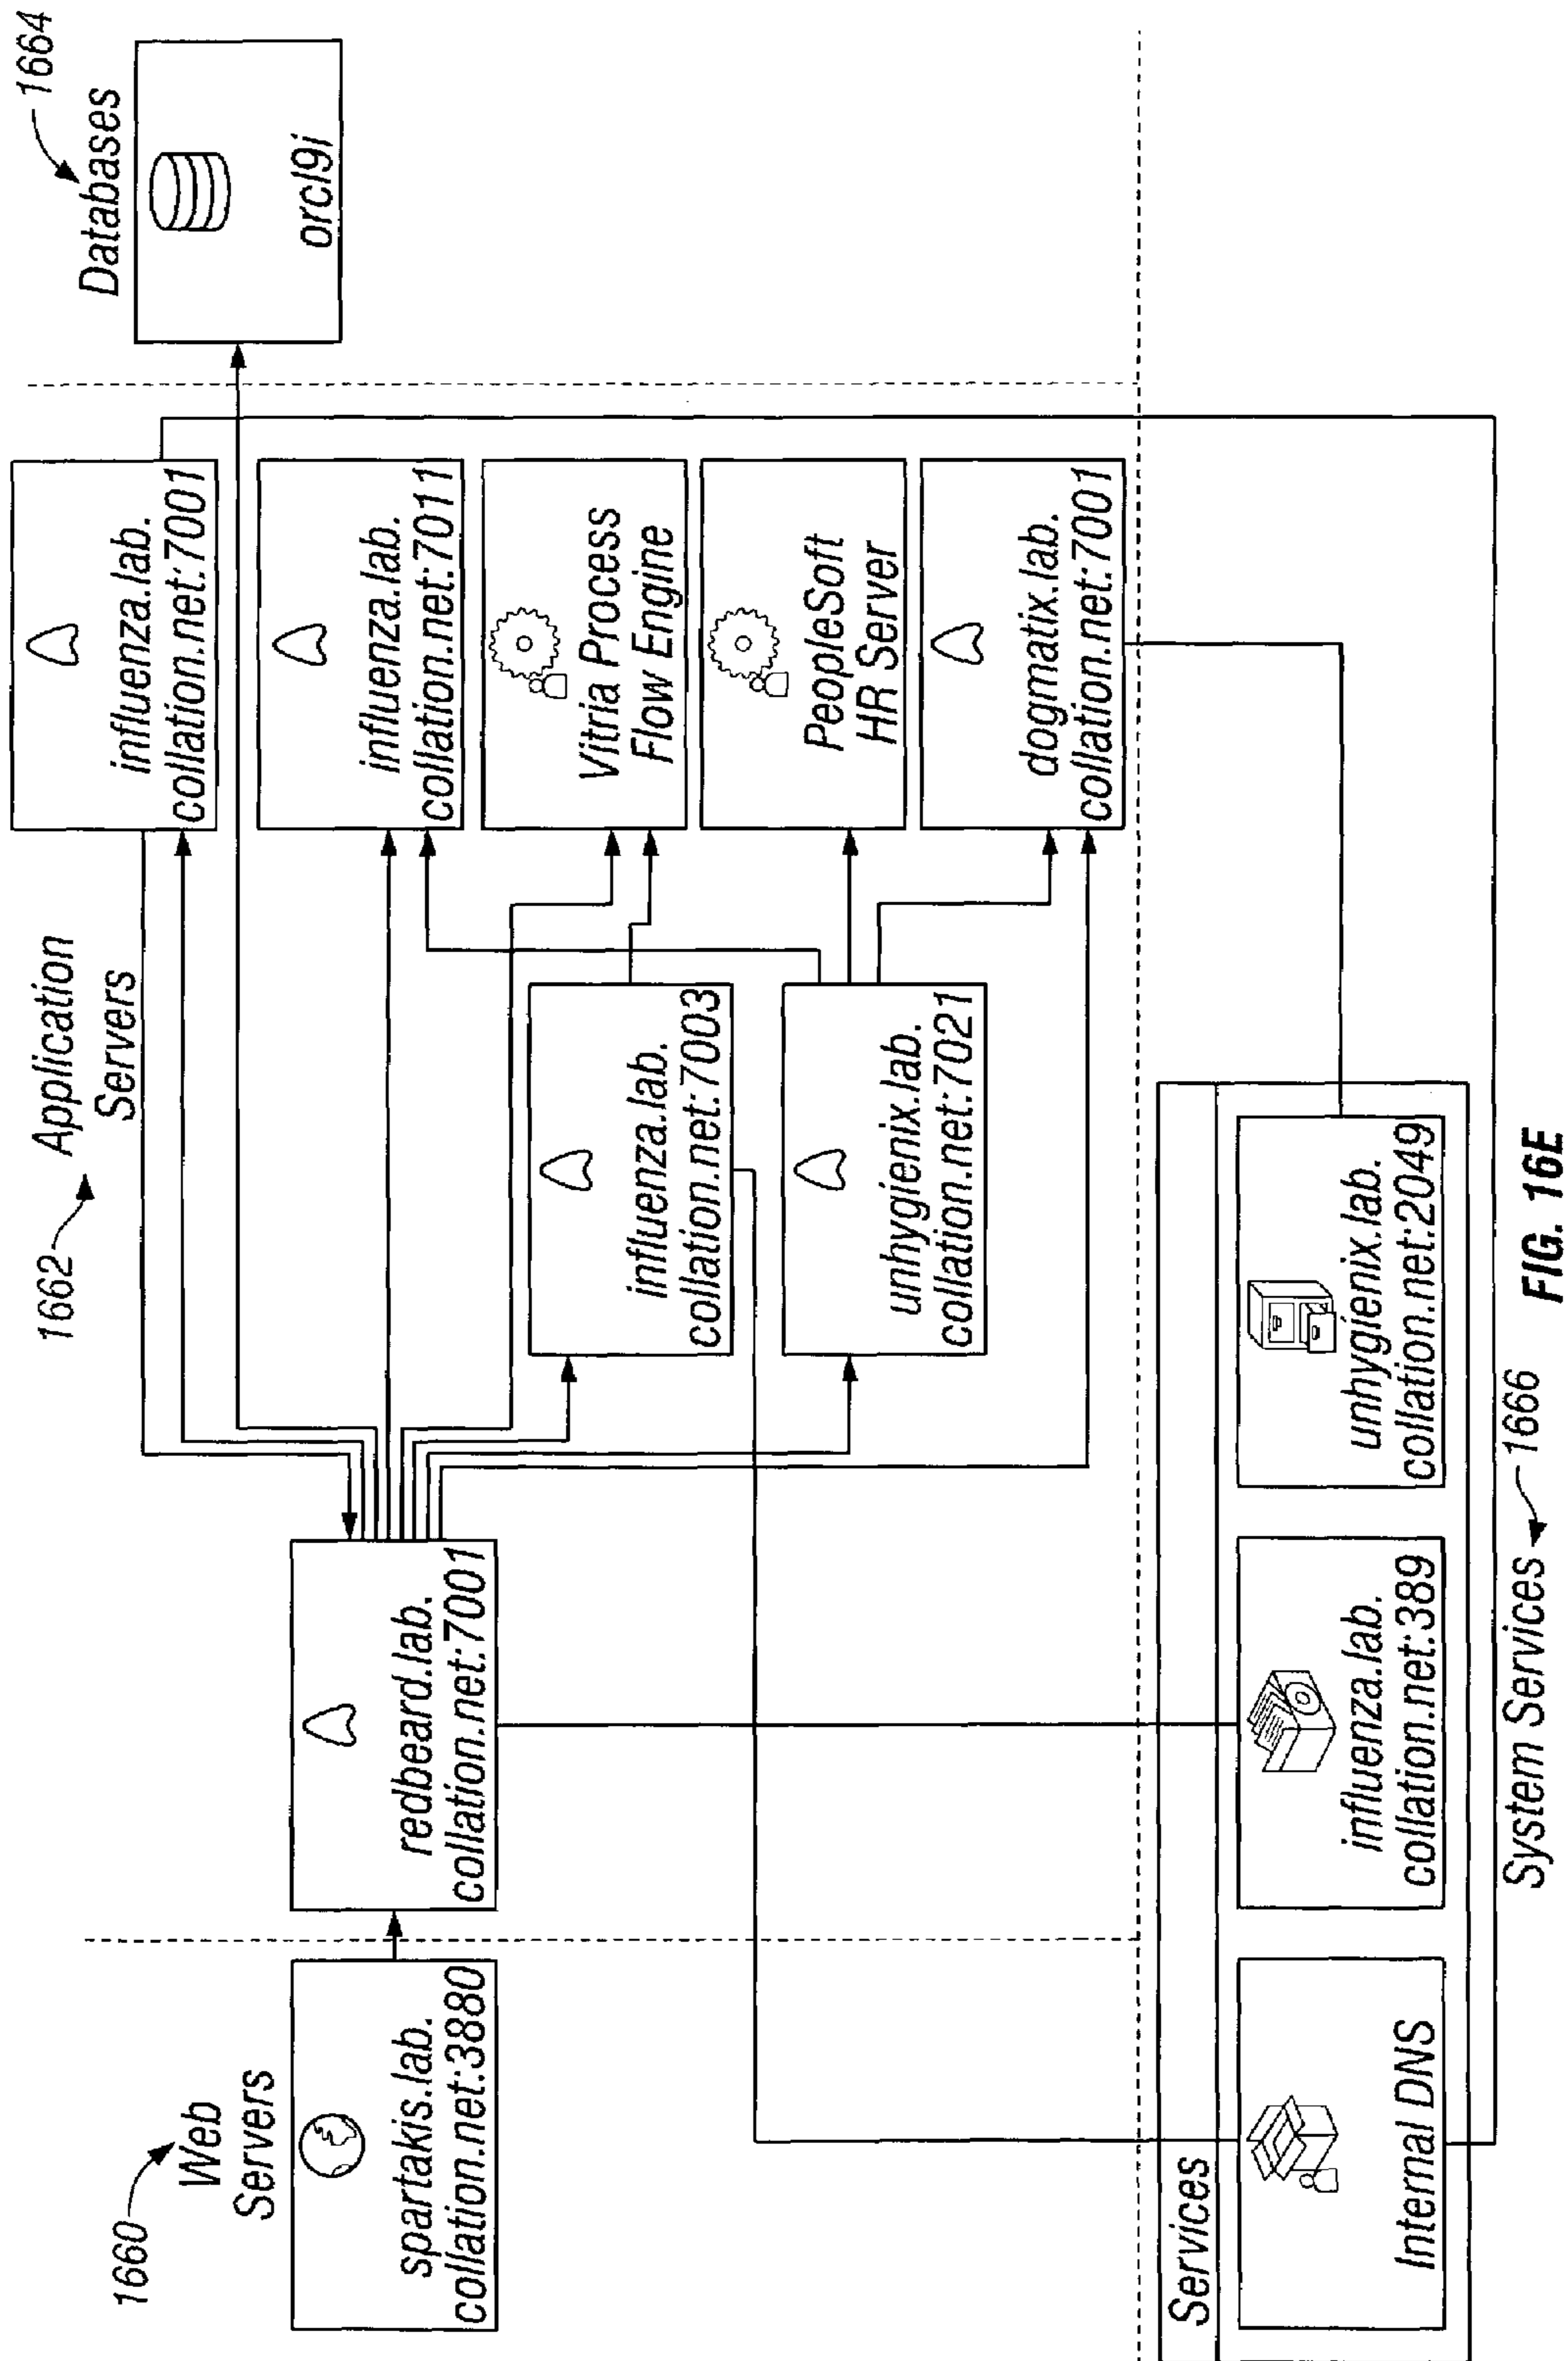 1660
Web
Servers
spartakis.lab.
collation.net:3880
redbeard.lab.
collation.net:7001
1662
Application
Servers
influenza.lab.
collation.net:7003
unhygienix.lab.
collation.net:7021
influenza.lab.
collation.net:7001
influenza.lab.
collation.net:7011
Vitria Process
Flow Engine
PeopleSoft
HR Server
dogmatix.lab.
collation.net:7001
1664
Databases
orcl9i
Services
Internal DNS
influenza.lab.
collation.net:389
unhygienix.lab.
collation.net:2049
System Services
1666
FIG. 16E